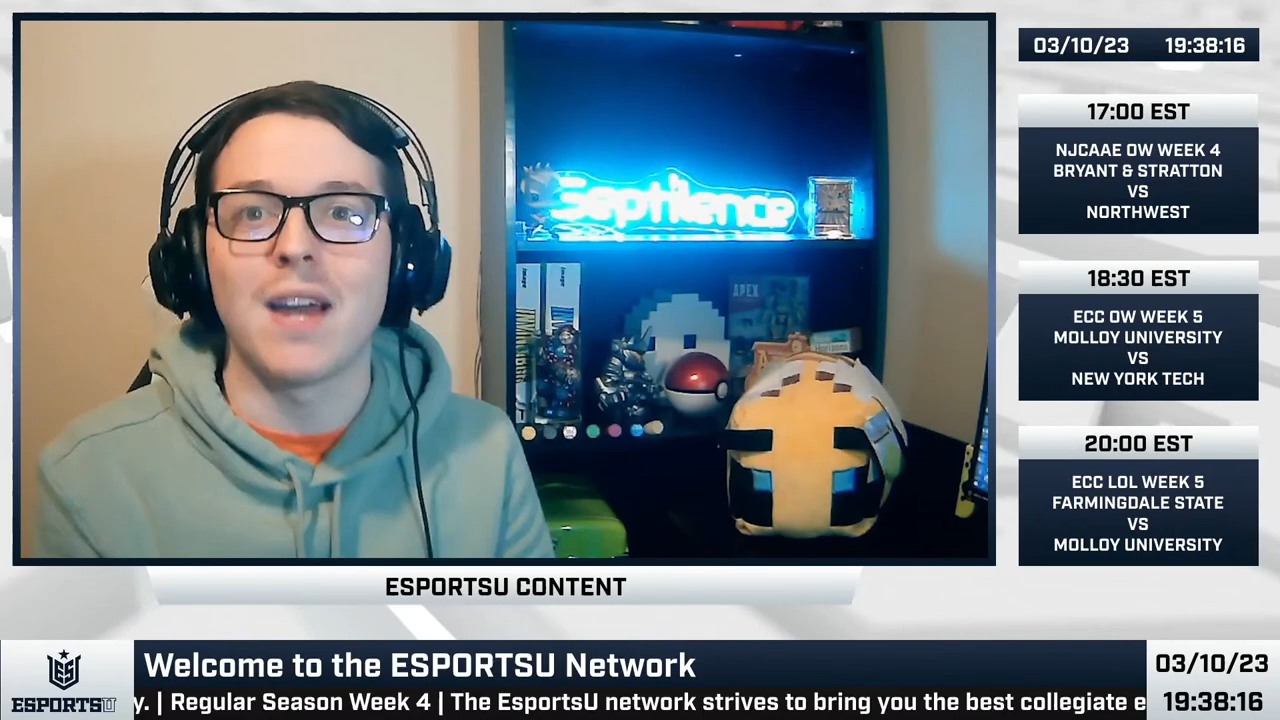 Septilence
image
image
APEX
03/10/23 19:38:16
17:00 EST
NJCAAE OW WEEK 4
BRYANT & STRATTON
VS
NORTHWEST
18:30 EST
ECC OW WEEK 5
MOLLOY UNIVERSITY
VS
NEW YORK TECH
20:00 EST
ECC LOL WEEK 5
FARMINGDALE STATE
VS
MOLLOY UNIVERSITY
ESPORTSU CONTENT
Welcome to the ESPORTSU Network
ESPORTSU
y. | Regular Season Week 4 | The EsportsU network strives to bring you the best collegiate e
03/10/23
19:38:16